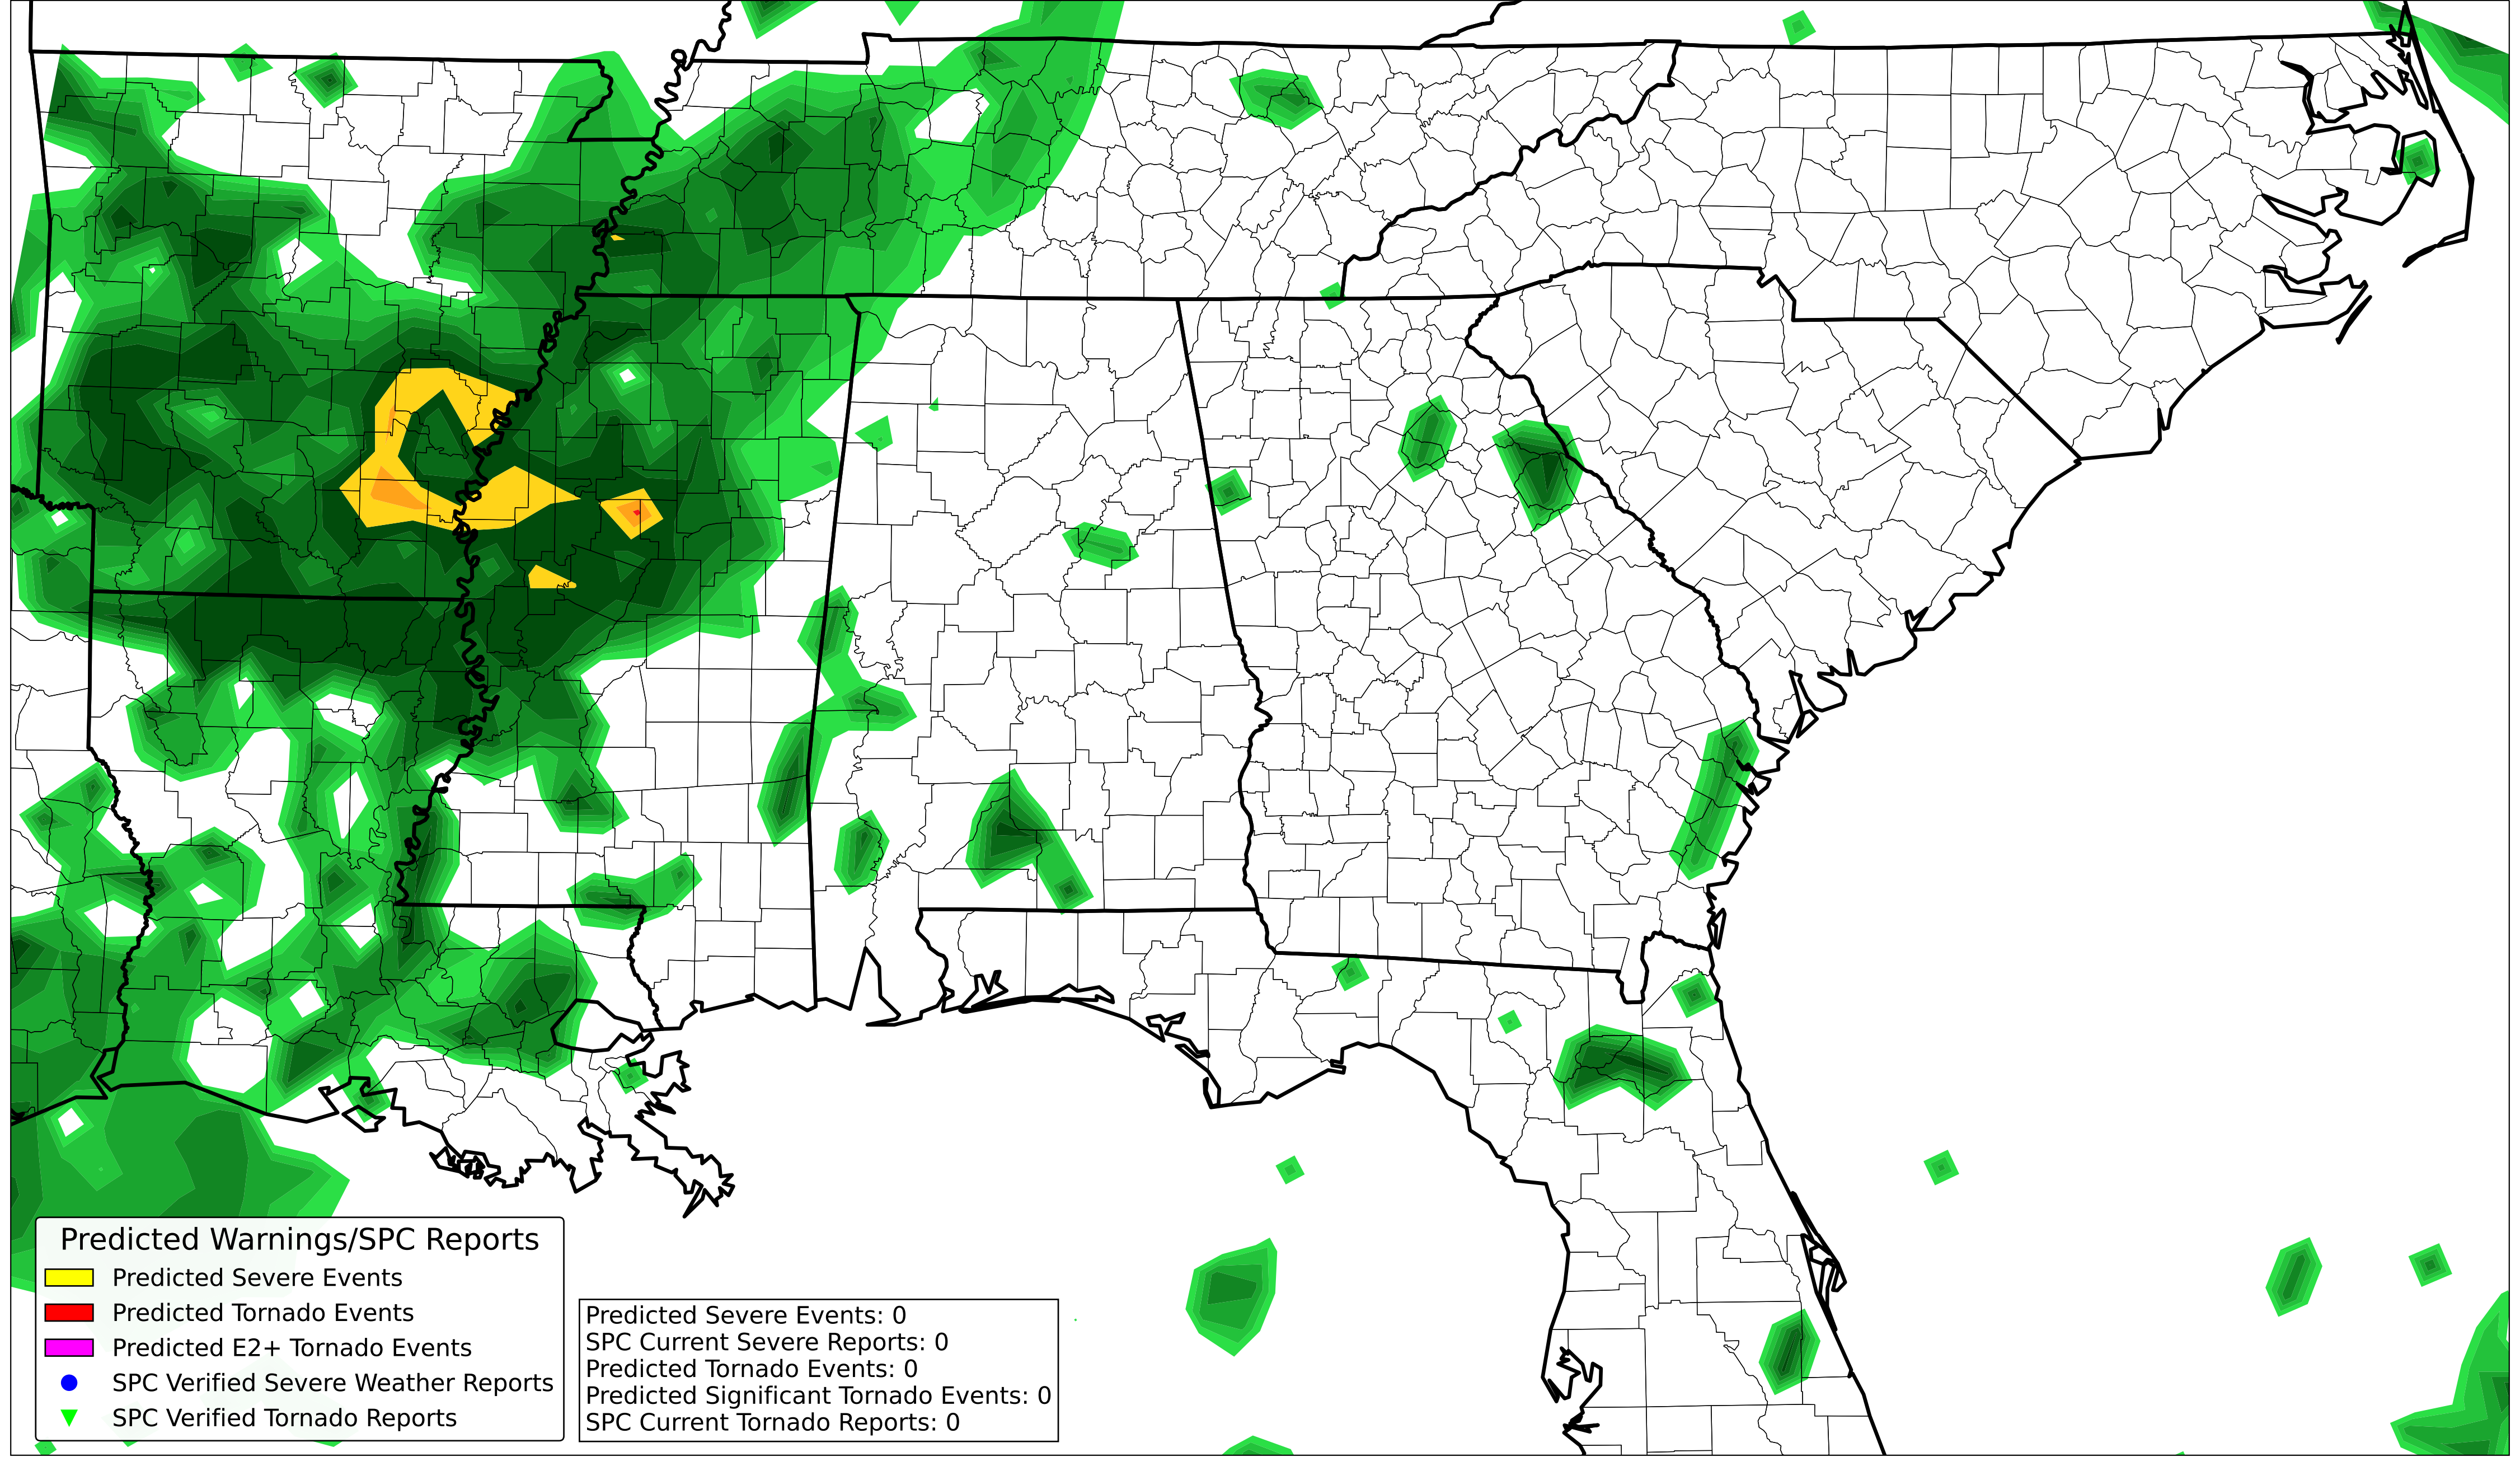 Predicted Warnings/SPC Reports
Predicted Severe Events
Predicted Tornado Events
Predicted E2+ Tornado Events
SPC Verified Severe Weather Reports
SPC Verified Tornado Reports
Predicted Severe Events: 0
SPC Current Severe Reports: 0
Predicted Tornado Events: 0
Predicted Significant Tornado Events: 0
SPC Current Tornado Reports: 0